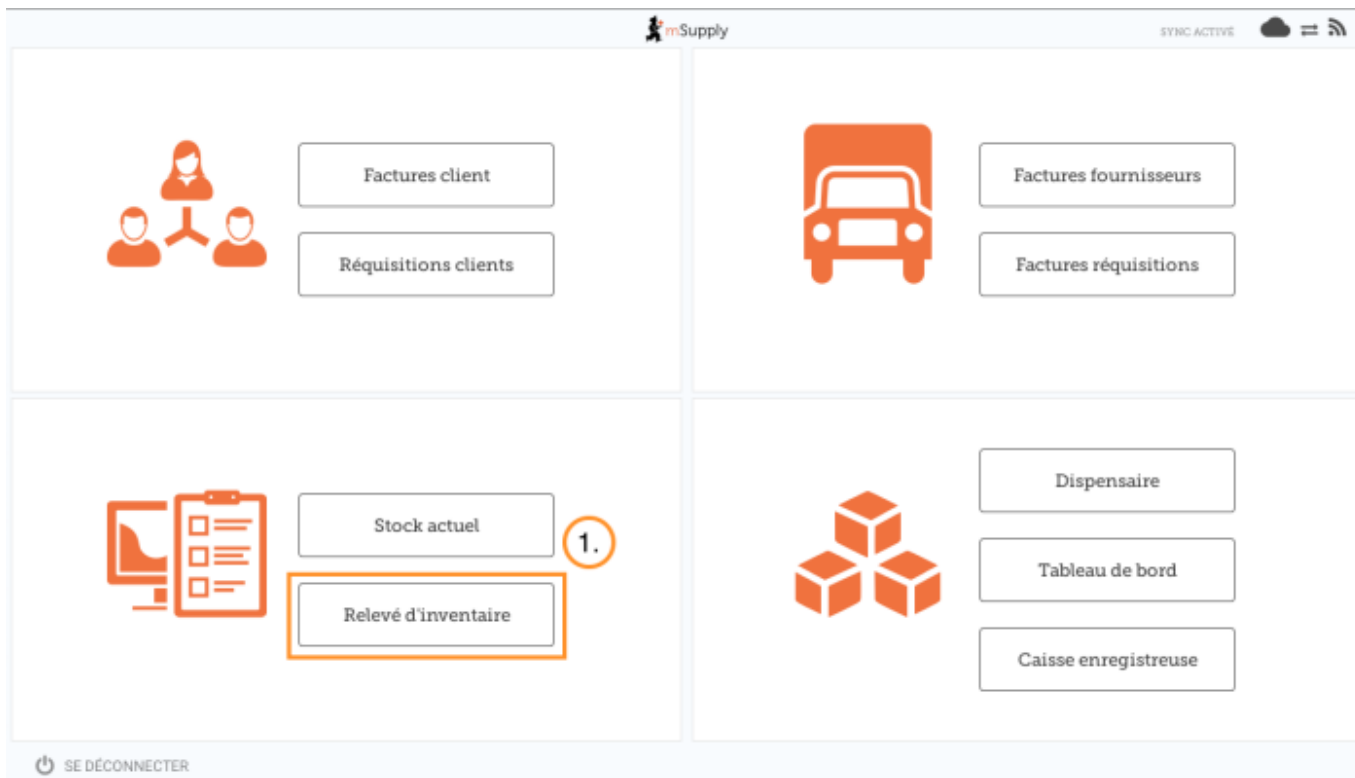 mSupply
SYNC ACTIVÉ
Factures client
Réquisitions clients
Factures fournisseurs
Factures réquisitions
Stock actuel
1.
Relevé d'inventaire
Dispensaire
Tableau de bord
Caisse enregistreuse
SE DÉCONNECTER